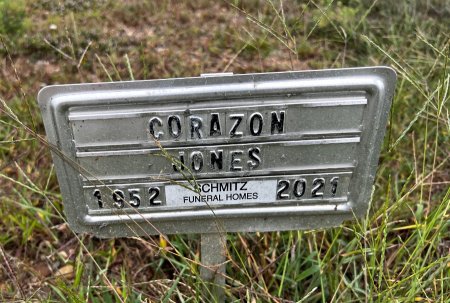 CORAZON
JONES
1952 SCHMITZ 2021
FUNERAL HOMES